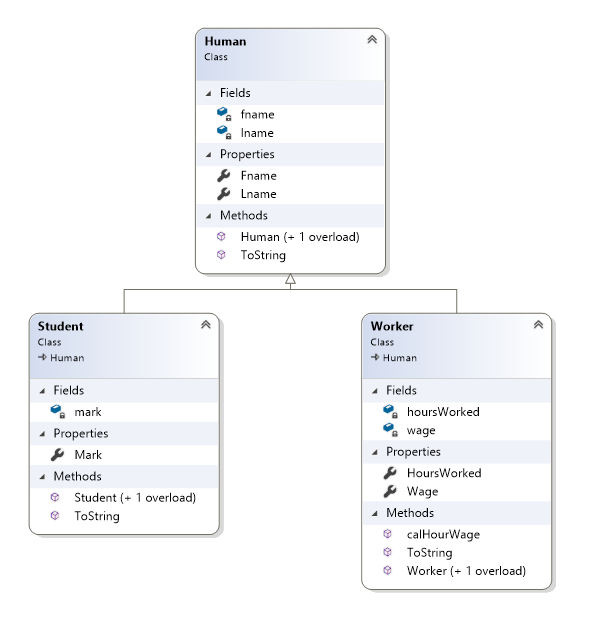 Human
Class
Fields
fname
lname
Properties
Fname
Lname
Methods
Human (+ 1 overload)
ToString
Student
Class
Human
Fields
mark
Properties
Mark
Methods
Student (+ 1 overload)
ToString
Worker
Class
Human
Fields
hoursWorked
wage
Properties
HoursWorked
Wage
Methods
calHourWage
ToString
Worker (+ 1 overload)